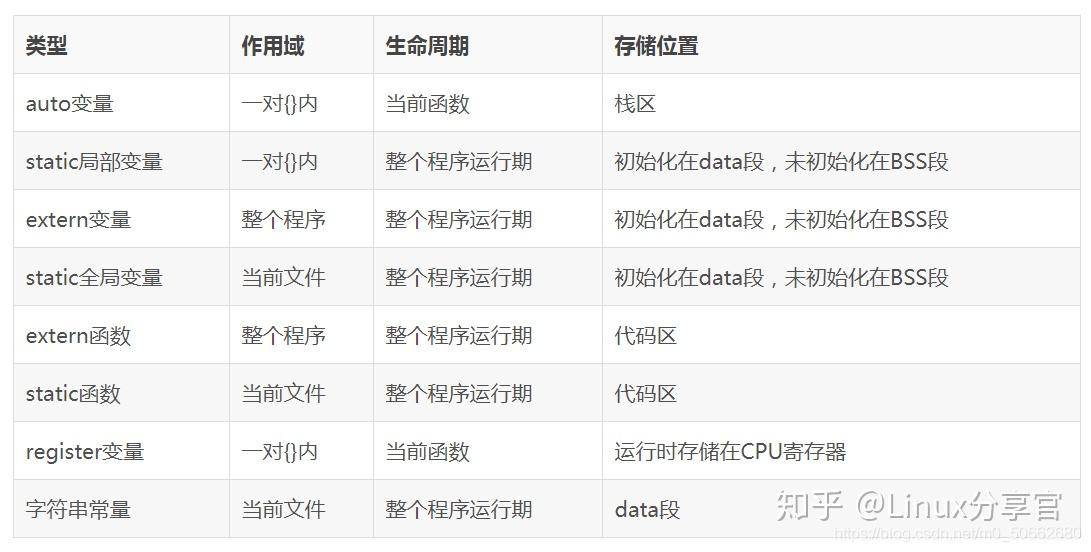 类型 作用域 生命周期 存储位置
auto变量 一对{}内 当前函数 栈区
static局部变量 一对{}内 整个程序运行期 初始化在data段，未初始化在BSS段
extern变量 整个程序 整个程序运行期 初始化在data段，未初始化在BSS段
static全局变量 当前文件 整个程序运行期 初始化在data段，未初始化在BSS段
extern函数 整个程序 整个程序运行期 代码区
static函数 当前文件 整个程序运行期 代码区
register变量 一对{}内 当前函数 运行时存储在CPU寄存器
字符串常量 当前文件 整个程序运行期 data段
知乎 @Linux分享官
https://blog.csdn.net/m0_50662680